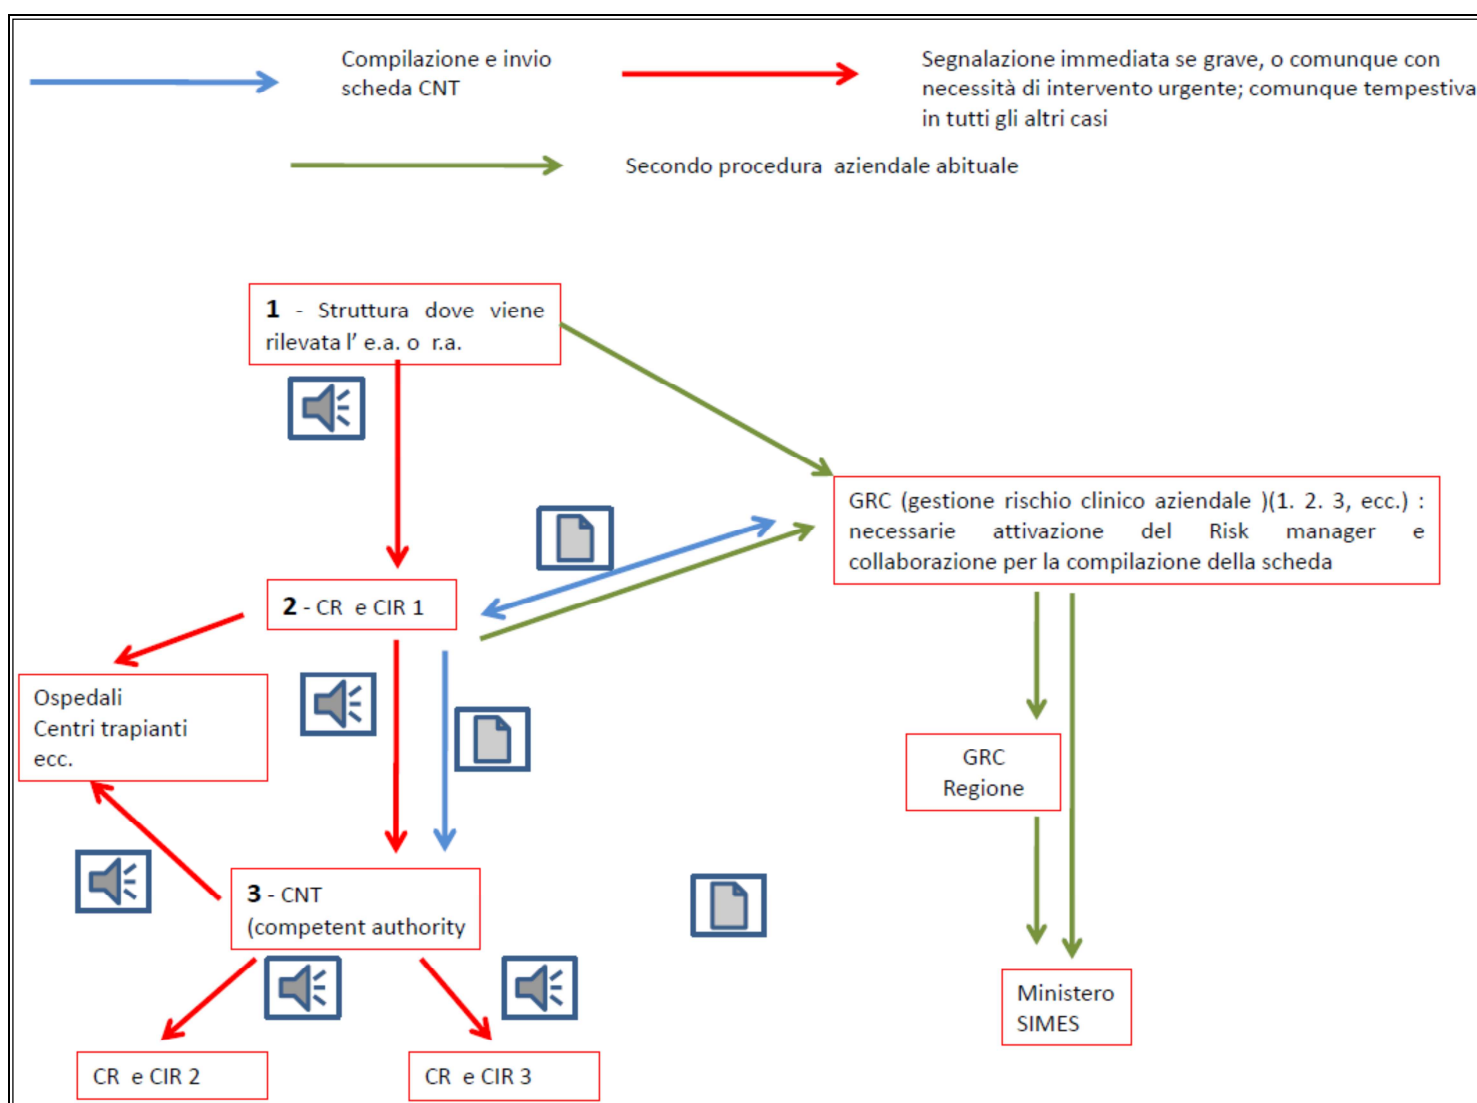 Compilazione e invio
scheda CNT
Segnalazione immediata se grave, o comunque con
necessità di intervento urgente; comunque tempestiva
in tutti gli altri casi
Secondo procedura aziendale abituale
1 - Struttura dove viene
rilevata l' e.a. o r.a.
GRC (gestione rischio clinico aziendale )(1. 2. 3, ecc.) :
necessarie attivazione del Risk manager e
collaborazione per la compilazione della scheda
2 - CR e CIR 1
Ospedali
Centri trapianti
ecc.
GRC
Regione
3 - CNT
(competent authority
Ministero
SIMES
CR e CIR 2
CR e CIR 3